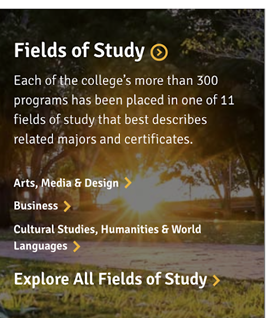 Fields of Study
Each of the college's more than 300
programs has been placed in one of 11
fields of study that best describes
related majors and certificates.
Arts, Media & Design
Business
Cultural Studies, Humanities & World
Languages
Explore All Fields of Study